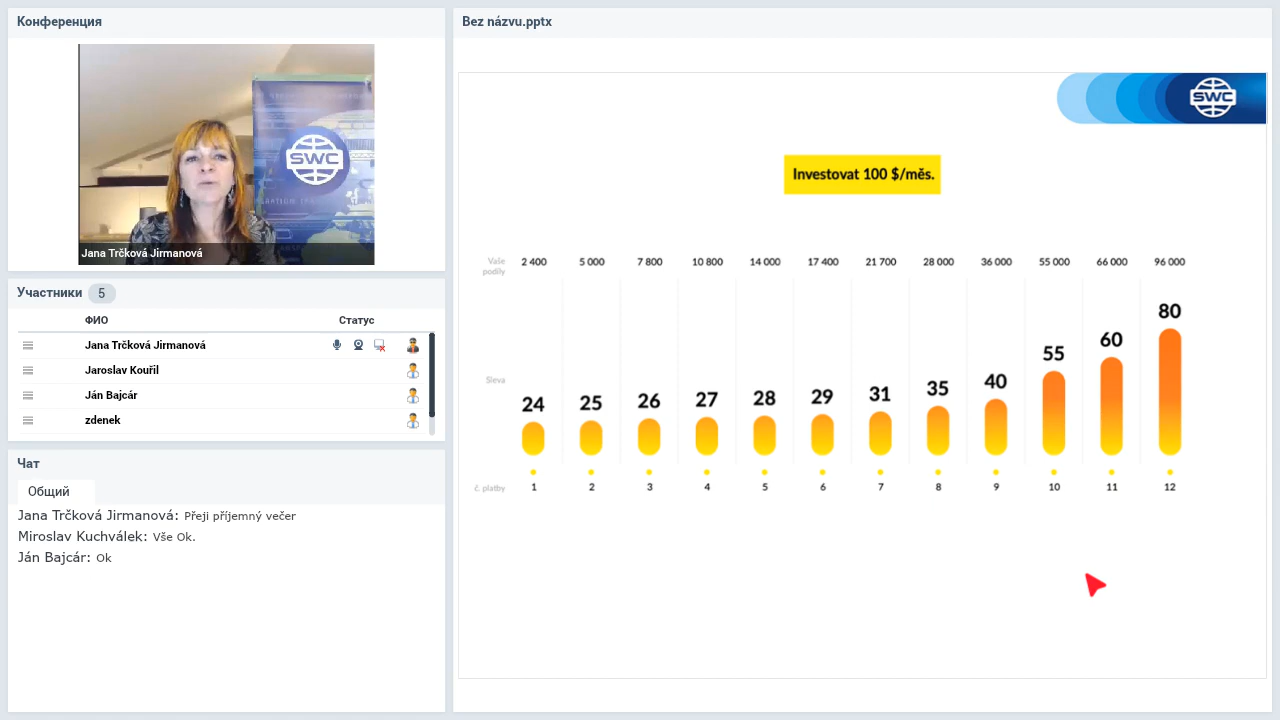 Конференция
SWC
Jana Trčková Jirmanová
Участники 5
ФИО Статус
Jana Trčková Jirmanová
Jaroslav Kouřil
Ján Bajcár
zdenek
Чат
Общий
Jana Trčková Jirmanová: Přeji příjemný večer
Miroslav Kuchválek: Vše Ok.
Ján Bajcár: Ok
Bez názvu.pptx
SWC
Investovat 100 $/měs.
Vaše podíly 2 400 5 000 7 800 10 800 14 000 17 400 21 700 28 000 36 000 55 000 66 000 96 000
Sleva 24 25 26 27 28 29 31 35 40 55 60 80
č. platby 1 2 3 4 5 6 7 8 9 10 11 12